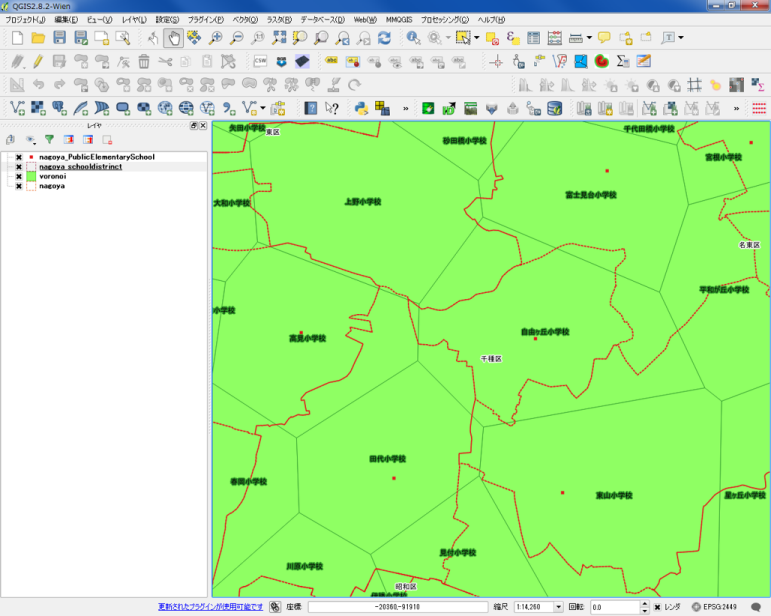 QGIS2.8.2-Wien
プロジェクト(J) 編集(E) ビュー(V) レイヤ(L) 設定(S) プラグイン(P) ベクタ(O) ラスタ(R) データベース(D) Web(W) MMQGIS プロセッシング(C) ヘルプ(H)
CSW
レイヤ
nagoya_PublicElementarySchool
nagoya_schooldistrinct
voronoi
nagoya
矢田小学校
東区
砂田橋小学校
千代田橋小学校
宮根小学校
大和小学校
上野小学校
富士見台小学校
名東区
平和が丘小学校
小学校
高見小学校
自由ヶ丘小学校
千種区
田代小学校
春岡小学校
東山小学校
星ヶ丘小学校
見付小学校
川原小学校
昭和区
伊勝小学校
更新されたプラグインが使用可能です 座標: -20360,-91910 縮尺 1:14,260 回転: 0.0 レンダ EPSG:2449